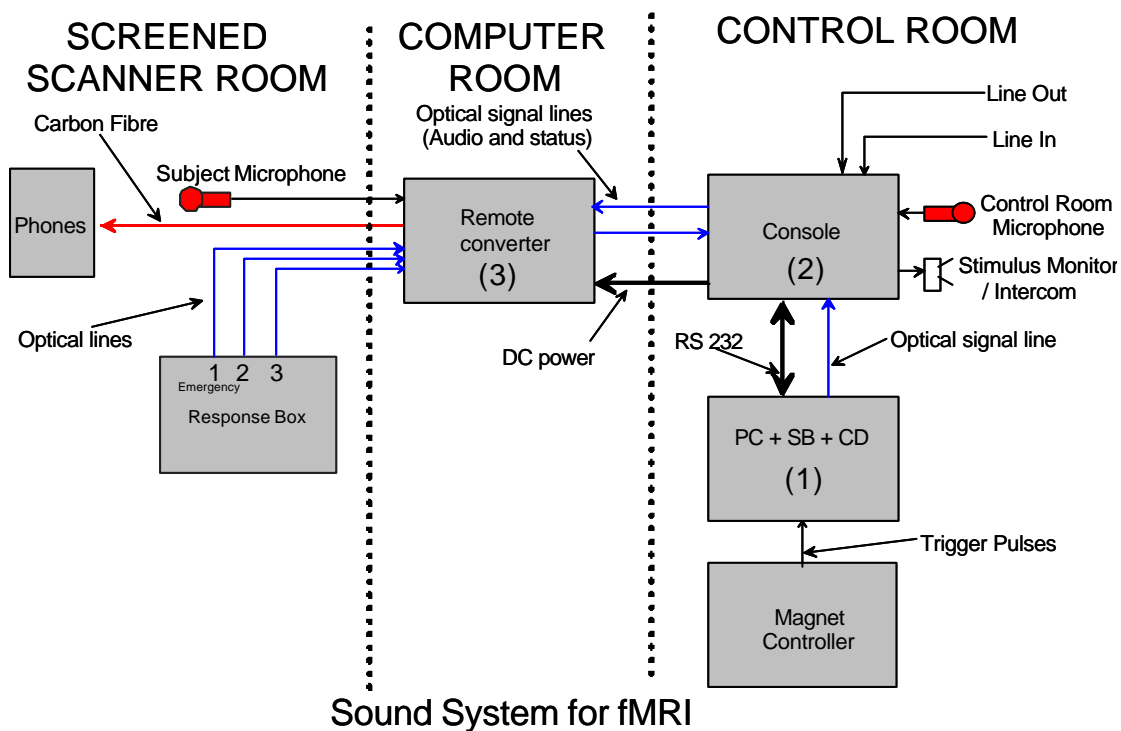 SCREENED
SCANNER ROOM
COMPUTER
ROOM
CONTROL ROOM
Carbon Fibre
Subject Microphone
Phones
Optical lines
1 2 3
Emergency
Response Box
Optical signal lines
(Audio and status)
Remote
converter
(3)
DC power
Line Out
Line In
Console
(2)
Control Room
Microphone
Stimulus Monitor
/ Intercom
RS 232
Optical signal line
PC + SB + CD
(1)
Trigger Pulses
Magnet
Controller
Sound System for fMRI